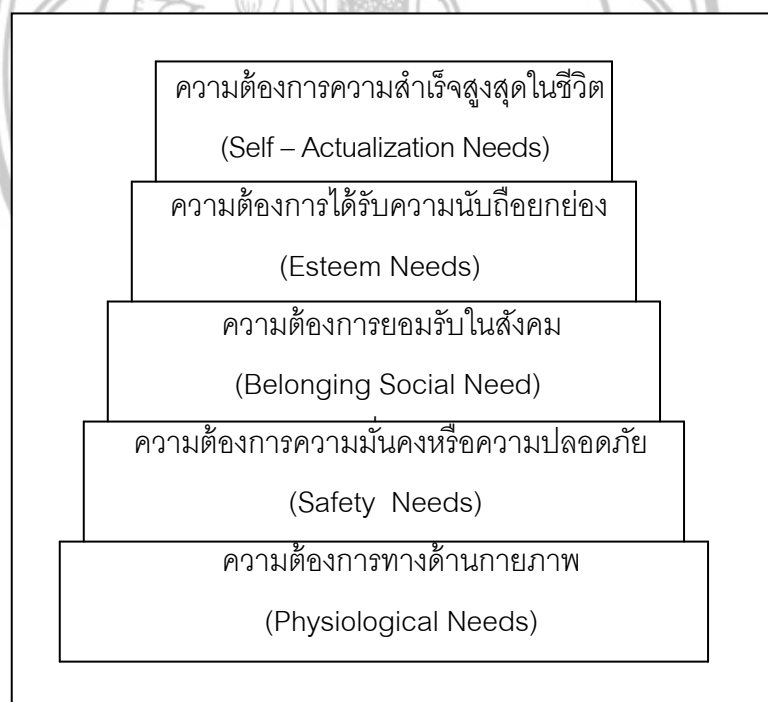 ความต้องการความสำเร็จสูงสุดในชีวิต
(Self – Actualization Needs)
ความต้องการได้รับความนับถือยกย่อง
(Esteem Needs)
ความต้องการยอมรับในสังคม
(Belonging Social Need)
ความต้องการความมั่นคงหรือความปลอดภัย
(Safety Needs)
ความต้องการทางด้านกายภาพ
(Physiological Needs)